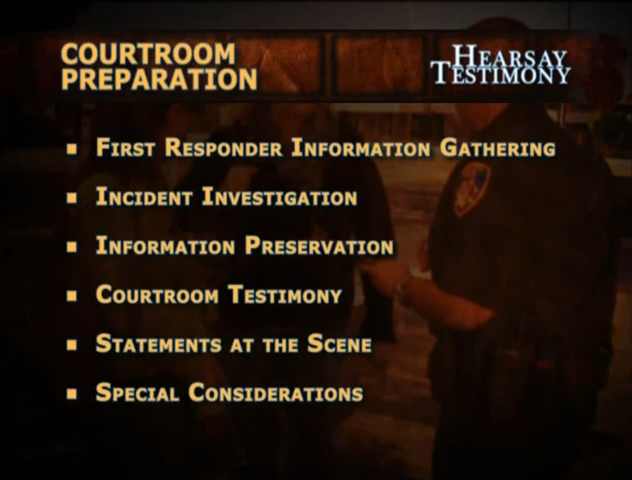 COURTROOM
PREPARATION
HEARSAY
TESTIMONY
FIRST RESPONDER INFORMATION GATHERING
INCIDENT INVESTIGATION
INFORMATION PRESERVATION
COURTROOM TESTIMONY
STATEMENTS AT THE SCENE
SPECIAL CONSIDERATIONS